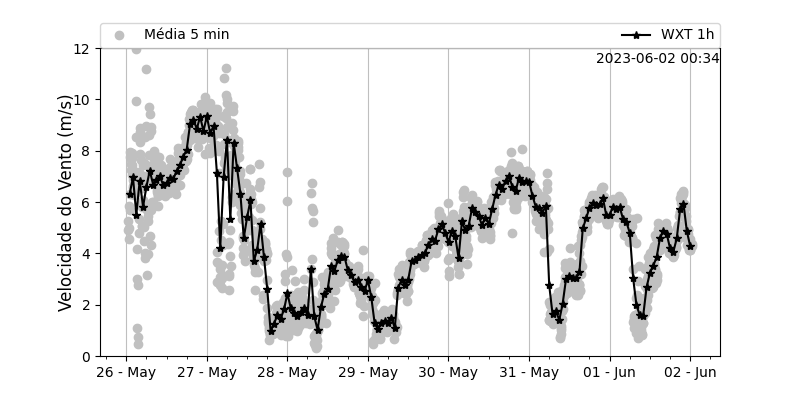 Média 5 min
WXT 1h
2023-06-02 00:34
Velocidade do Vento (m/s)
12
10
8
6
4
2
0
26 - May
27 - May
28 - May
29 - May
30 - May
31 - May
01 - Jun
02 - Jun